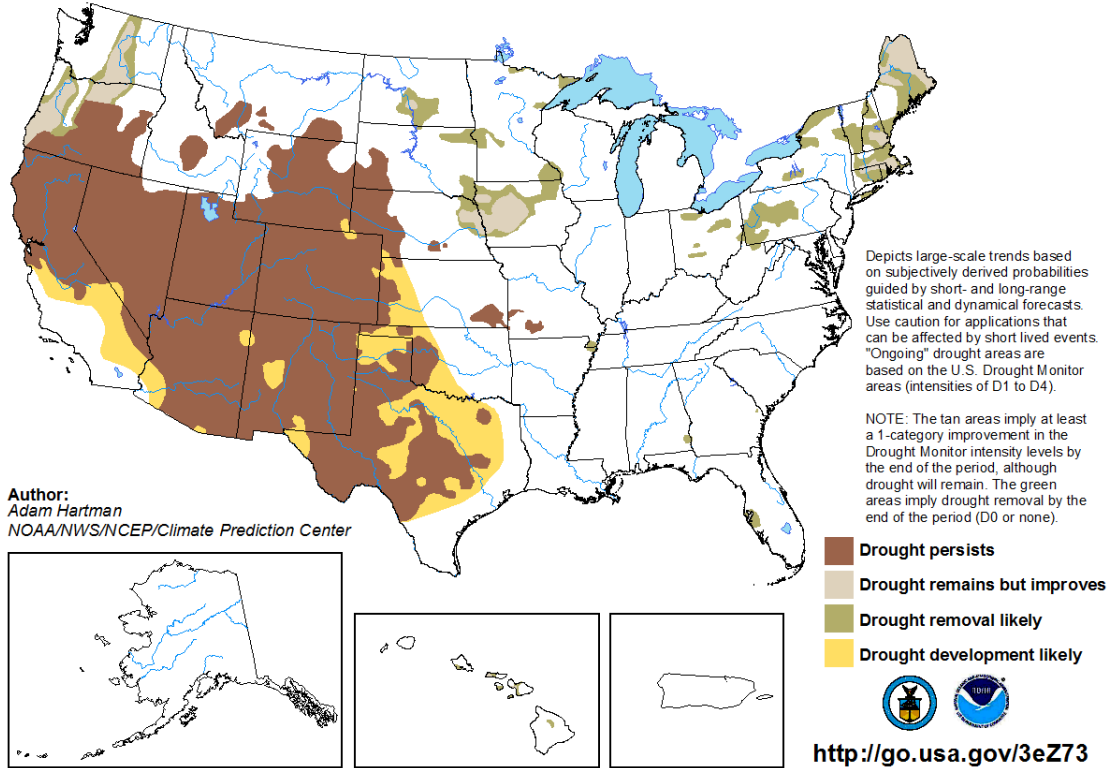 Depicts large-scale trends based
on subjectively derived probabilities
guided by short- and long-range
statistical and dynamical forecasts.
Use caution for applications that
can be affected by short lived events.
"Ongoing" drought areas are
based on the U.S. Drought Monitor
areas (intensities of D1 to D4).
NOTE: The tan areas imply at least
a 1-category improvement in the
Drought Monitor intensity levels by
the end of the period, although
drought will remain. The green
areas imply drought removal by the
end of the period (D0 or none).
Author:
Adam Hartman
NOAA/NWS/NCEP/Climate Prediction Center
Drought persists
Drought remains but improves
Drought removal likely
Drought development likely
http://go.usa.gov/3eZ73